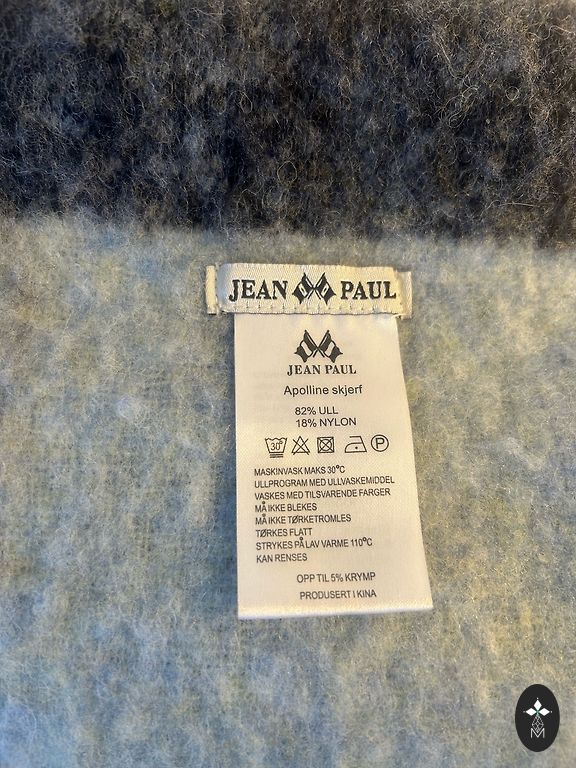 JEAN PAUL
JEAN PAUL
Apolline skjerf
82% ULL
18% NYLON
30° P
MASKINVASK MAKS 30°C
ULLPROGRAM MED ULLVASKEMIDDEL
VASKES MED TILSVARENDE FARGER
MÅ IKKE BLEKES
MÅ IKKE TØRKETROMLES
TØRKES FLATT
STRYKES PÅ LAV VARME 110°C
KAN RENSES
OPP TIL 5% KRYMP
PRODUSERT I KINA
M